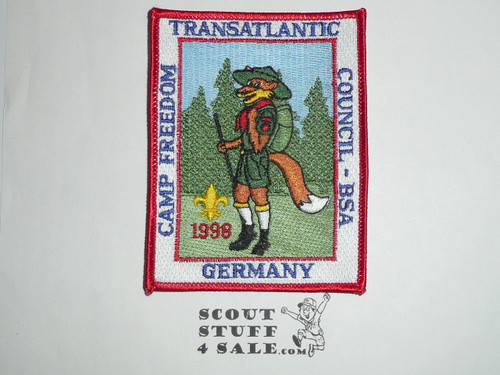 TRANSATLANTIC
CAMP FREEDOM
COUNCIL - BSA
1998
GERMANY
SCOUT
STUFF
4 SALE.COM